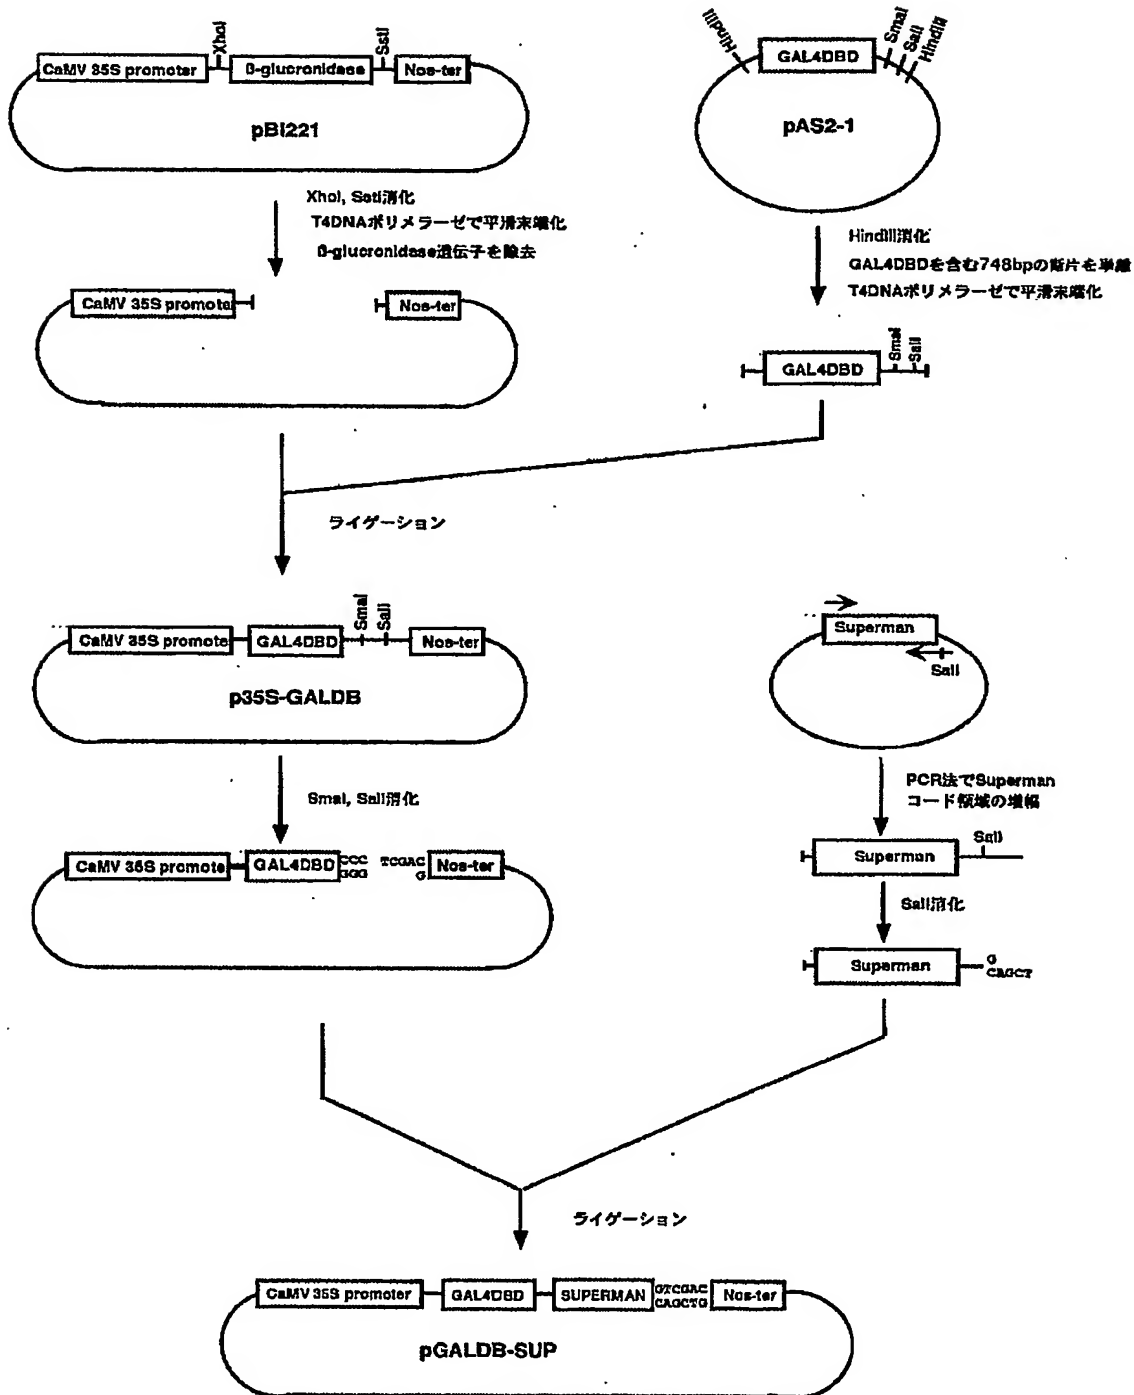 XhoI
SstI
CaMV 35S promoter
β-glucronidase
Nos-ter
pBI221
HindIII
GAL4DBD
SmaI
SalI
HindIII
pAS2-1
XhoI, SstI消化
T4DNAポリメラーゼで平滑末端化
β-glucronidase遺伝子を除去
HindIII消化
GAL4DBDを含む748bpの断片を単離
T4DNAポリメラーゼで平滑末端化
CaMV 35S promote
Nos-ter
GAL4DBD
SmaI
SalI
ライゲーション
CaMV 35S promote
GAL4DBD
SmaI
SalI
Nos-ter
p35S-GALDB
Superman
SalI
SmaI, SalI消化
PCR法でSuperman
コード領域の増幅
CaMV 35S promote
GAL4DBD
CCC
GGG
TCGAC
G
Nos-ter
Superman
SalI
SalI消化
Superman
G
CAGCT
ライゲーション
CaMV 35S promoter
GAL4DBD
SUPERMAN
GTCGAC
CAGCTG
Nos-ter
pGALDB-SUP